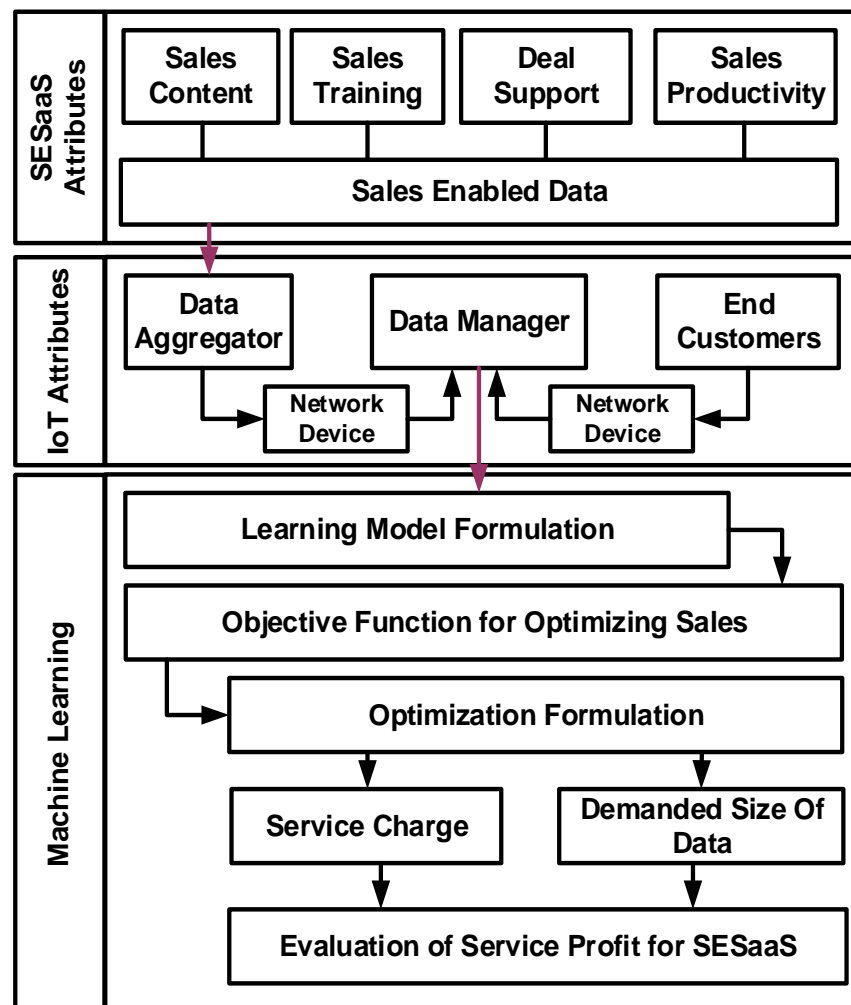 SESaaS
Attributes
Sales
Content
Sales
Training
Deal
Support
Sales
Productivity
Sales Enabled Data
IoT Attributes
Data
Aggregator
Data Manager
End
Customers
Network
Device
Network
Device
Machine Learning
Learning Model Formulation
Objective Function for Optimizing Sales
Optimization Formulation
Service Charge
Demanded Size Of
Data
Evaluation of Service Profit for SESaaS